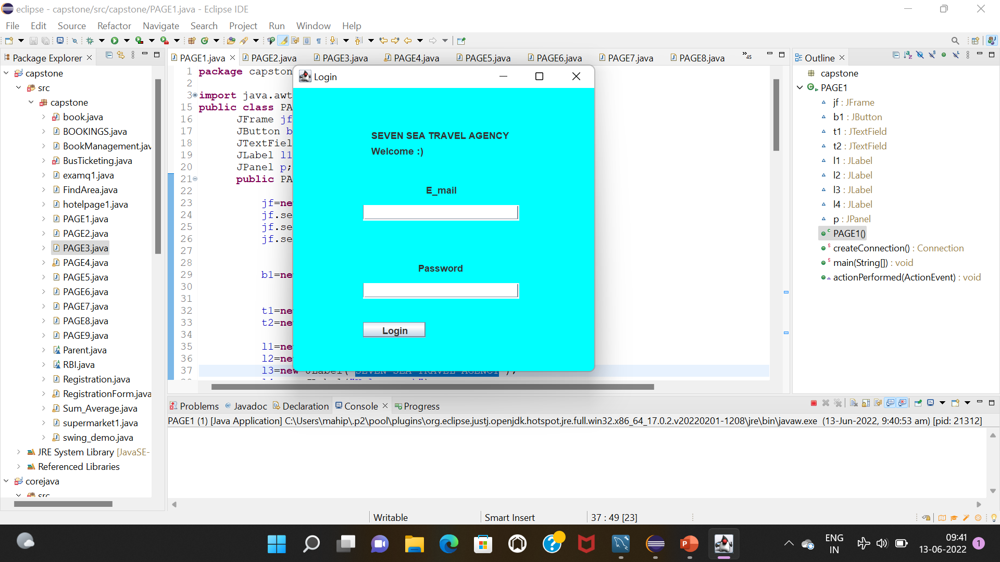 eclipse - capstone/src/capstone/PAGE1.java - Eclipse IDE
File Edit Source Refactor Navigate Search Project Run Window Help
Package Explorer
capstone
src
capstone
book.java
BOOKINGS.java
BookManagement.jav
BusTicketing.java
examq1.java
FindArea.java
hotelpage1.java
PAGE1.java
PAGE2.java
PAGE3.java
PAGE4.java
PAGE5.java
PAGE6.java
PAGE7.java
PAGE8.java
PAGE9.java
Parent.java
RBI.java
Registration.java
RegistrationForm.java
Sum_Average.java
supermarket1.java
swing_demo.java
JRE System Library [JavaSE-
Referenced Libraries
corejava
src
PAGE1.java PAGE2.java PAGE3.java PAGE4.java PAGE5.java PAGE6.java PAGE7.java PAGE8.java »45
1 package capston
2
3 import java.awt
15 public class PA
16 JFrame jf
17 JButton b
18 JTextFiel
19 JLabel l1
20 JPanel p;
21 public PA
22
23 jf=ne
24 jf.se
25 jf.se
26 jf.se
27
28
29 b1=ne
30
31
32 t1=ne
33 t2=ne
34
35 l1=ne
36 l2=ne
37 l3=new JLabel("SEVEN SEA TRAVEL AGENCY");
Login
SEVEN SEA TRAVEL AGENCY
Welcome :)
E_mail
Password
Login
Outline
capstone
PAGE1
jf : JFrame
b1 : JButton
t1 : JTextField
t2 : JTextField
l1 : JLabel
l2 : JLabel
l3 : JLabel
l4 : JLabel
p : JPanel
PAGE1()
createConnection() : Connection
main(String[]) : void
actionPerformed(ActionEvent) : void
Problems Javadoc Declaration Console Progress
PAGE1 (1) [Java Application] C:\Users\mahip\.p2\pool\plugins\org.eclipse.justj.openjdk.hotspot.jre.full.win32.x86_64_17.0.2.v20220201-1208\jre\bin\javaw.exe (13-Jun-2022, 9:40:53 am) [pid: 21312]
Writable Smart Insert 37 : 49 [23]
ENG
IN
09:41
13-06-2022
1